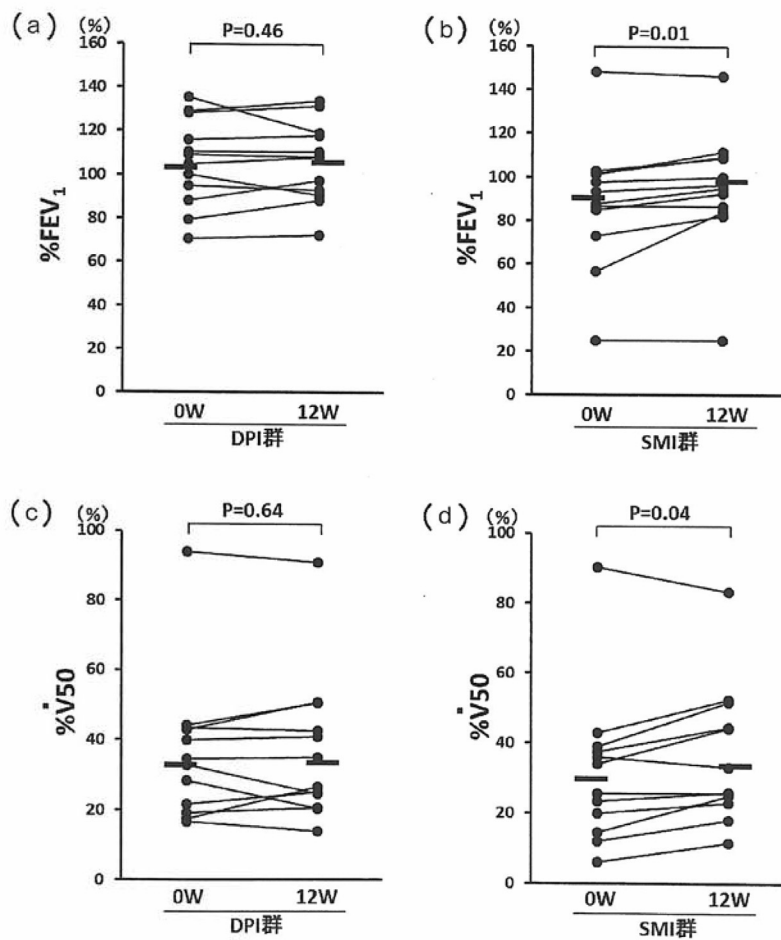 (a) (%) P=0.46
160
140
120
100
80
60
40
20
0
%FEV₁
0W 12W
DPI群
(b) (%) P=0.01
160
140
120
100
80
60
40
20
0
%FEV₁
0W 12W
SMI群
(c) (%) P=0.64
100
80
60
40
20
0
%V̇50
0W 12W
DPI群
(d) (%) P=0.04
100
80
60
40
20
0
%V̇50
0W 12W
SMI群